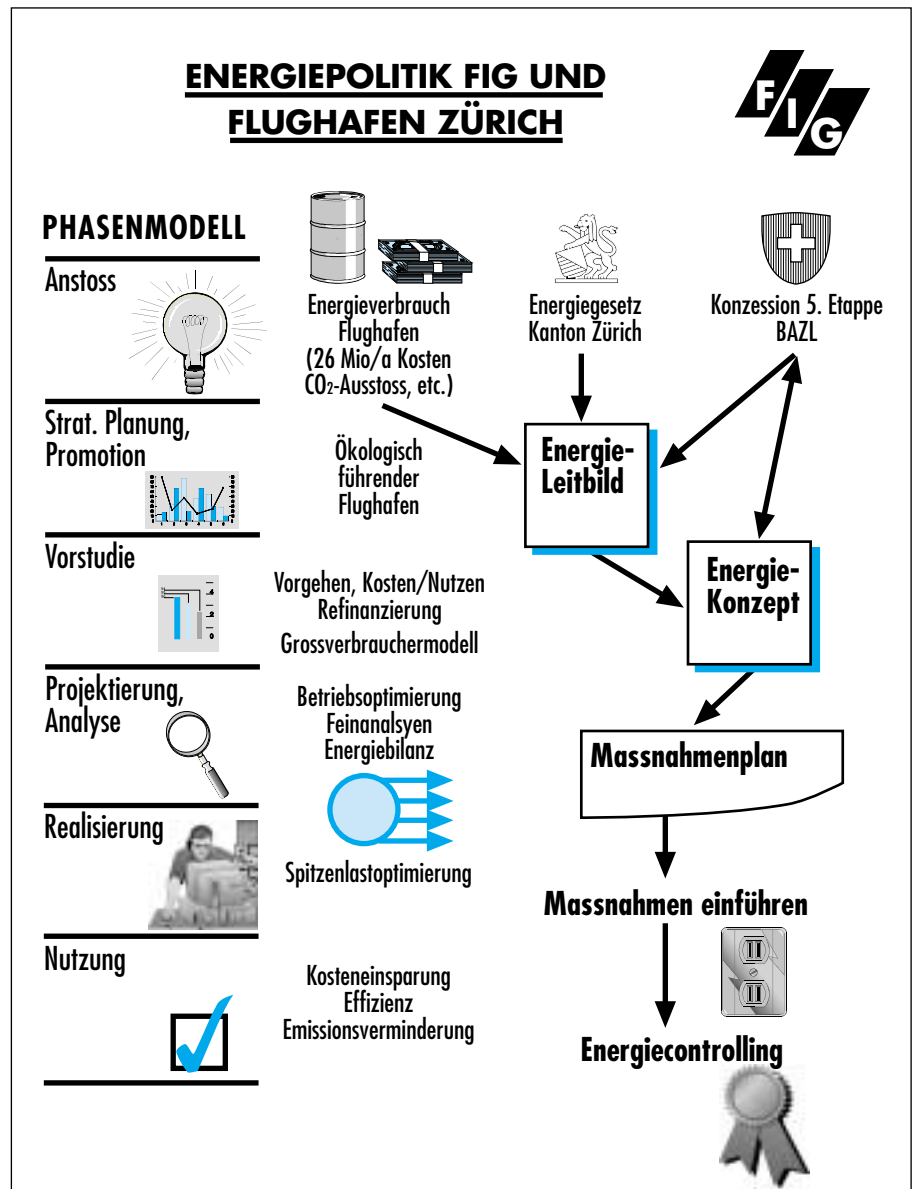 ENERGIEPOLITIK FIG UND
FLUGHAFEN ZÜRICH
FIG
PHASENMODELL
Anstoss
Energieverbrauch
Flughafen
(26 Mio/a Kosten
CO2-Ausstoss, etc.)
Energiegesetz
Kanton Zürich
Konzession 5. Etappe
BAZL
Strat. Planung,
Promotion
Ökologisch
führender
Flughafen
Energie-
Leitbild
Vorstudie
Vorgehen, Kosten/Nutzen
Refinanzierung
Grossverbrauchermodell
Energie-
Konzept
Projektierung,
Analyse
Betriebsoptimierung
Feinanalsyen
Energiebilanz
Massnahmenplan
Realisierung
Spitzenlastoptimierung
Massnahmen einführen
Nutzung
Kosteneinsparung
Effizienz
Emissionsverminderung
Energiecontrolling